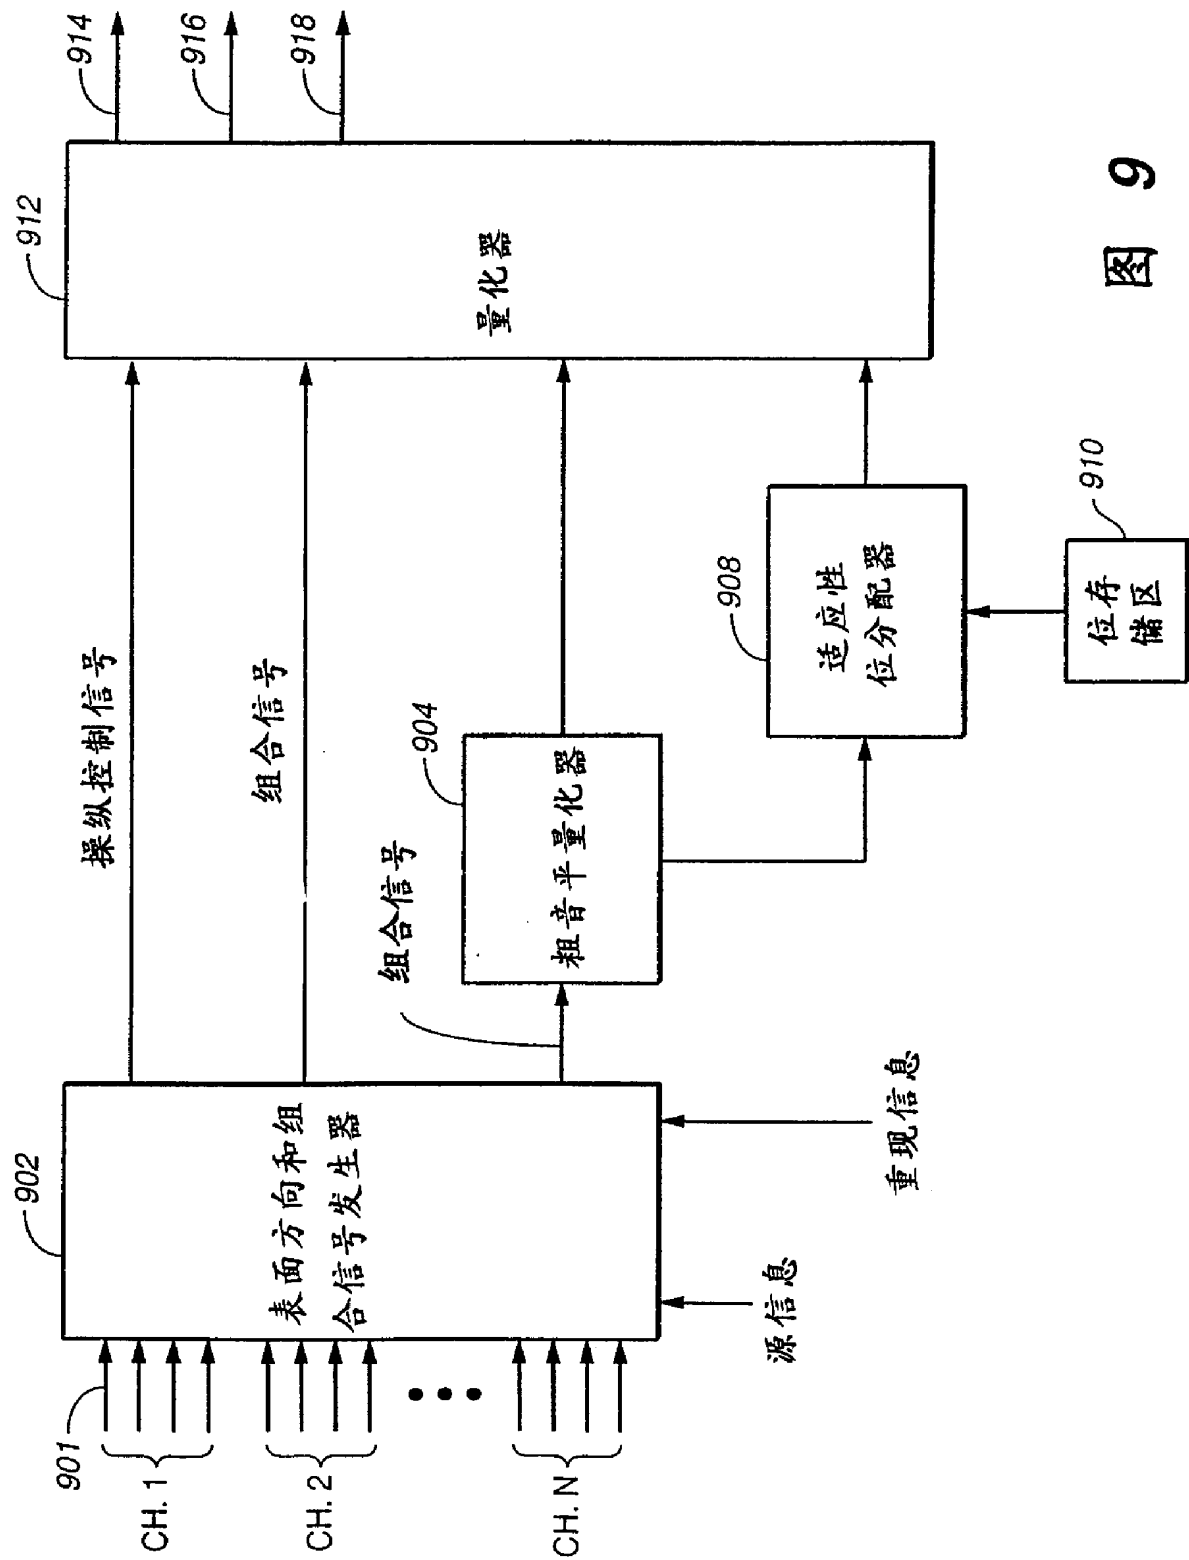 914
916
918
912
量化器
操纵控制信号
组合信号
组合信号
904
粗音平量化器
908
适应性
位分配器
910
位存
储区
902
表面方向和组
合信号发生器
901
CH. 1
CH. 2
CH. N
源信息
重现信息
图 9